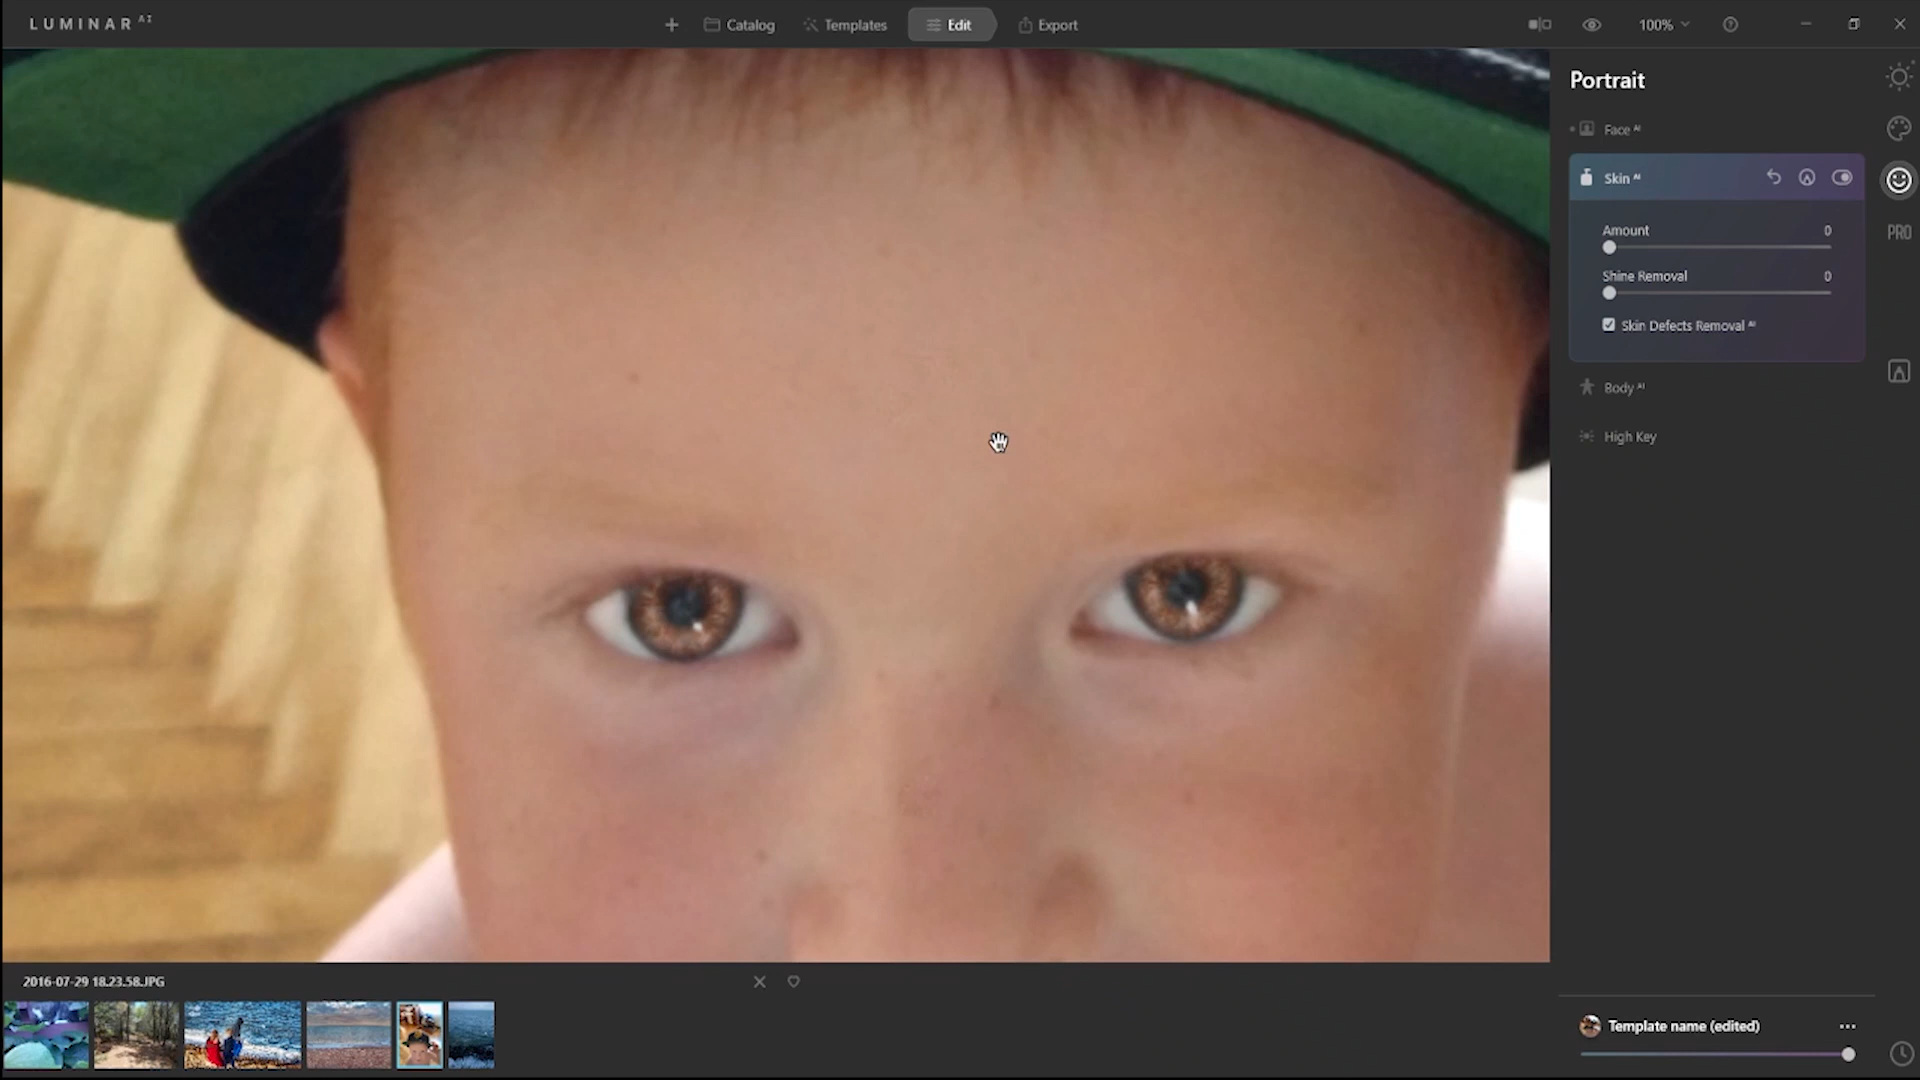 LUMINAR AI
Catalog
Templates
Edit
Export
100%
Portrait
Face AI
Skin AI
Amount 0
Shine Removal 0
Skin Defects Removal AI
Body AI
High Key
PRO
2016-07-29 18.23.58.JPG
Template name (edited)